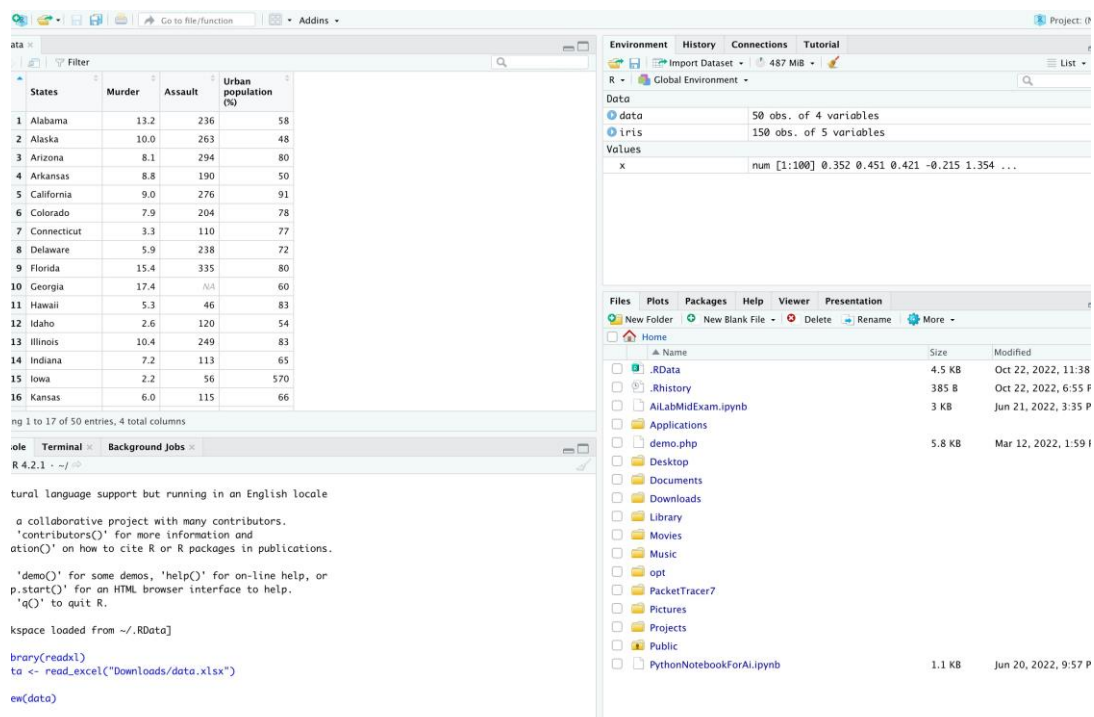 Go to file/function Addins Project: (N
ata
Filter
States Murder Assault Urban population (%)
1 Alabama 13.2 236 58
2 Alaska 10.0 263 48
3 Arizona 8.1 294 80
4 Arkansas 8.8 190 50
5 California 9.0 276 91
6 Colorado 7.9 204 78
7 Connecticut 3.3 110 77
8 Delaware 5.9 238 72
9 Florida 15.4 335 80
10 Georgia 17.4 NA 60
11 Hawaii 5.3 46 83
12 Idaho 2.6 120 54
13 Illinois 10.4 249 83
14 Indiana 7.2 113 65
15 Iowa 2.2 56 570
16 Kansas 6.0 115 66
ng 1 to 17 of 50 entries, 4 total columns
ole Terminal Background Jobs
R 4.2.1 · ~/
tural language support but running in an English locale
a collaborative project with many contributors.
'contributors()' for more information and
ation()' on how to cite R or R packages in publications.
'demo()' for some demos, 'help()' for on-line help, or
p.start()' for an HTML browser interface to help.
'q()' to quit R.
kspace loaded from ~/.RData]
brary(readxl)
ta <- read_excel("Downloads/data.xlsx")
ew(data)
Environment History Connections Tutorial
Import Dataset 487 MiB List
R Global Environment
Data
data 50 obs. of 4 variables
iris 150 obs. of 5 variables
Values
x num [1:100] 0.352 0.451 0.421 -0.215 1.354 ...
Files Plots Packages Help Viewer Presentation
New Folder New Blank File Delete Rename More
Home
Name Size Modified
.RData 4.5 KB Oct 22, 2022, 11:38
.Rhistory 385 B Oct 22, 2022, 6:55 P
AiLabMidExam.ipynb 3 KB Jun 21, 2022, 3:35 P
Applications
demo.php 5.8 KB Mar 12, 2022, 1:59 P
Desktop
Documents
Downloads
Library
Movies
Music
opt
PacketTracer7
Pictures
Projects
Public
PythonNotebookForAi.ipynb 1.1 KB Jun 20, 2022, 9:57 P